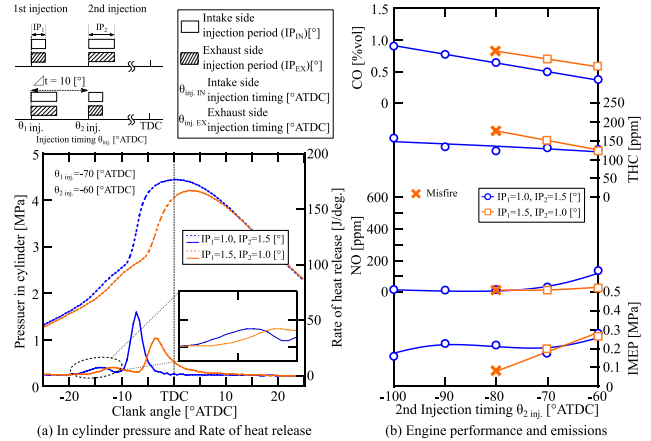 1st injection 2nd injection
IP1 IP2
Intake side
injection period (IPIN)[°]
Exhaust side
injection period (IPEX)[°]
θinj. IN Intake side
injection timing [°ATDC]
θinj. EX Exhaust side
injection timing [°ATDC]
⊿t = 10 [°]
θ1 inj. θ2 inj. TDC
Injection timing θinj. [°ATDC]
θ1 inj.=-70 [°ATDC]
θ2 inj.=-60 [°ATDC]
IP1=1.0, IP2=1.5 [°]
IP1=1.5, IP2=1.0 [°]
Pressuer in cylinder [MPa]
5
4
3
2
1
0
Rate of heat release [J/deg.]
200
150
100
50
0
-20 -10 TDC 10 20
Clank angle [°ATDC]
(a) In cylinder pressure and Rate of heat release
CO [%vol]
1.0
0.5
0
THC [ppm]
250
200
150
100
50
0
Misfire
IP1=1.0, IP2=1.5 [°]
IP1=1.5, IP2=1.0 [°]
NO [ppm]
600
400
200
0
IMEP [MPa]
0.5
0.4
0.3
0.2
0.1
0
-100 -90 -80 -70 -60
2nd Injection timing θ2 inj. [°ATDC]
(b) Engine performance and emissions